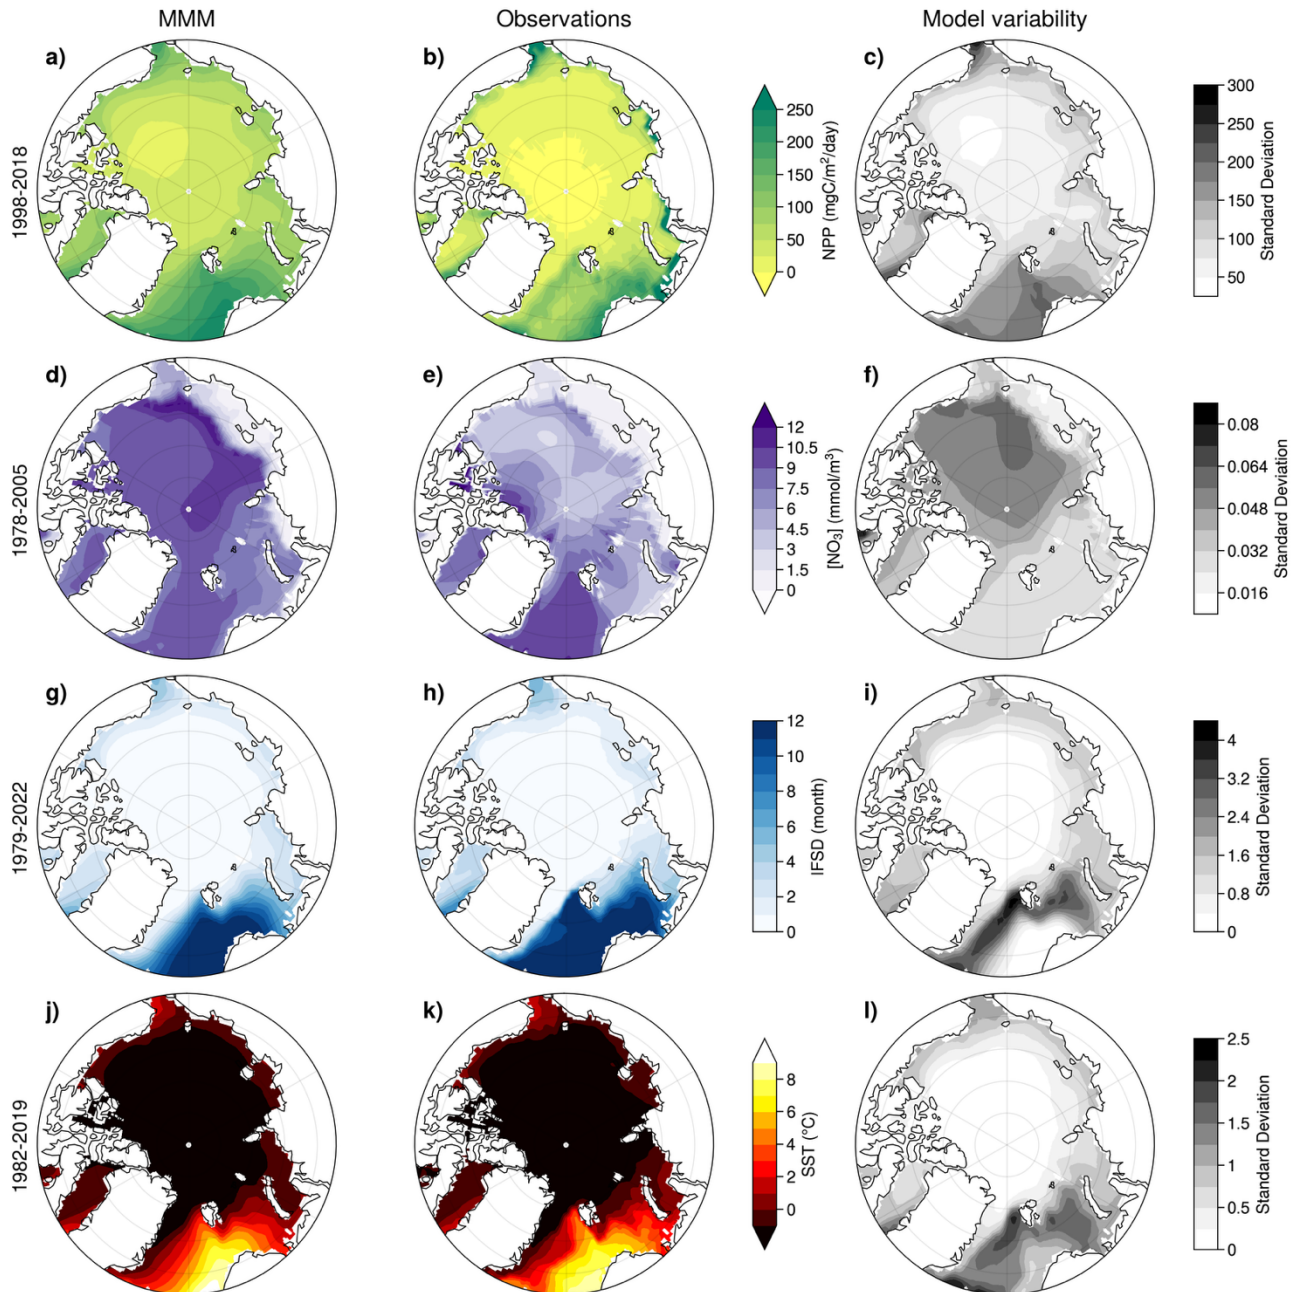 MMM
Observations
Model variability
a)
b)
c)
1998-2018
250
200
150
100
50
0
NPP (mgC/m²/day)
300
250
200
150
100
50
Standard Deviation
d)
e)
f)
1978-2005
12
10.5
9
7.5
6
4.5
3
1.5
0
[NO₃] (mmol/m³)
0.08
0.064
0.048
0.032
0.016
Standard Deviation
g)
h)
i)
1979-2022
12
10
8
6
4
2
0
IFSD (month)
4
3.2
2.4
1.6
0.8
0
Standard Deviation
j)
k)
l)
1982-2019
8
6
4
2
0
SST (°C)
2.5
2
1.5
1
0.5
0
Standard Deviation